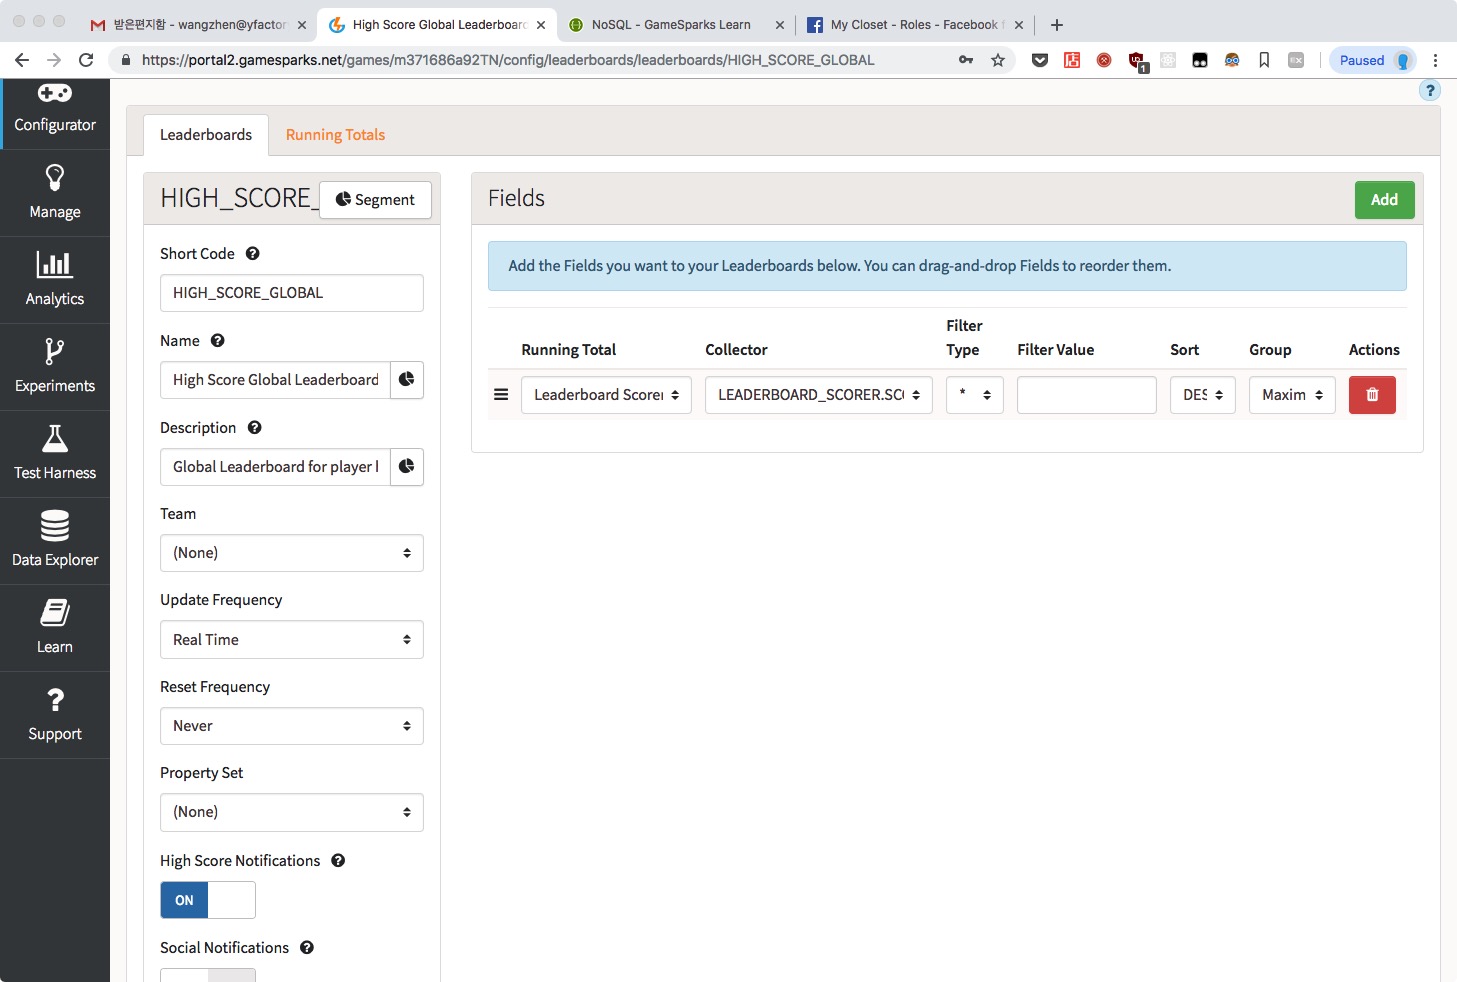 받은편지함 - wangzhen@yfactor
High Score Global Leaderboard
NoSQL - GameSparks Learn
My Closet - Roles - Facebook f
https://portal2.gamesparks.net/games/m371686a92TN/config/leaderboards/leaderboards/HIGH_SCORE_GLOBAL
1
Paused
?
Configurator
Manage
Analytics
Experiments
Test Harness
Data Explorer
Learn
Support
Leaderboards
Running Totals
HIGH_SCORE_
Segment
Short Code
HIGH_SCORE_GLOBAL
Name
High Score Global Leaderboard
Description
Global Leaderboard for player l
Team
(None)
Update Frequency
Real Time
Reset Frequency
Never
Property Set
(None)
High Score Notifications
ON
Social Notifications
Fields
Add
Add the Fields you want to your Leaderboards below. You can drag-and-drop Fields to reorder them.
Running Total
Collector
Filter Type
Filter Value
Sort
Group
Actions
Leaderboard Scorer
LEADERBOARD_SCORER.SC
*
DES
Maxim